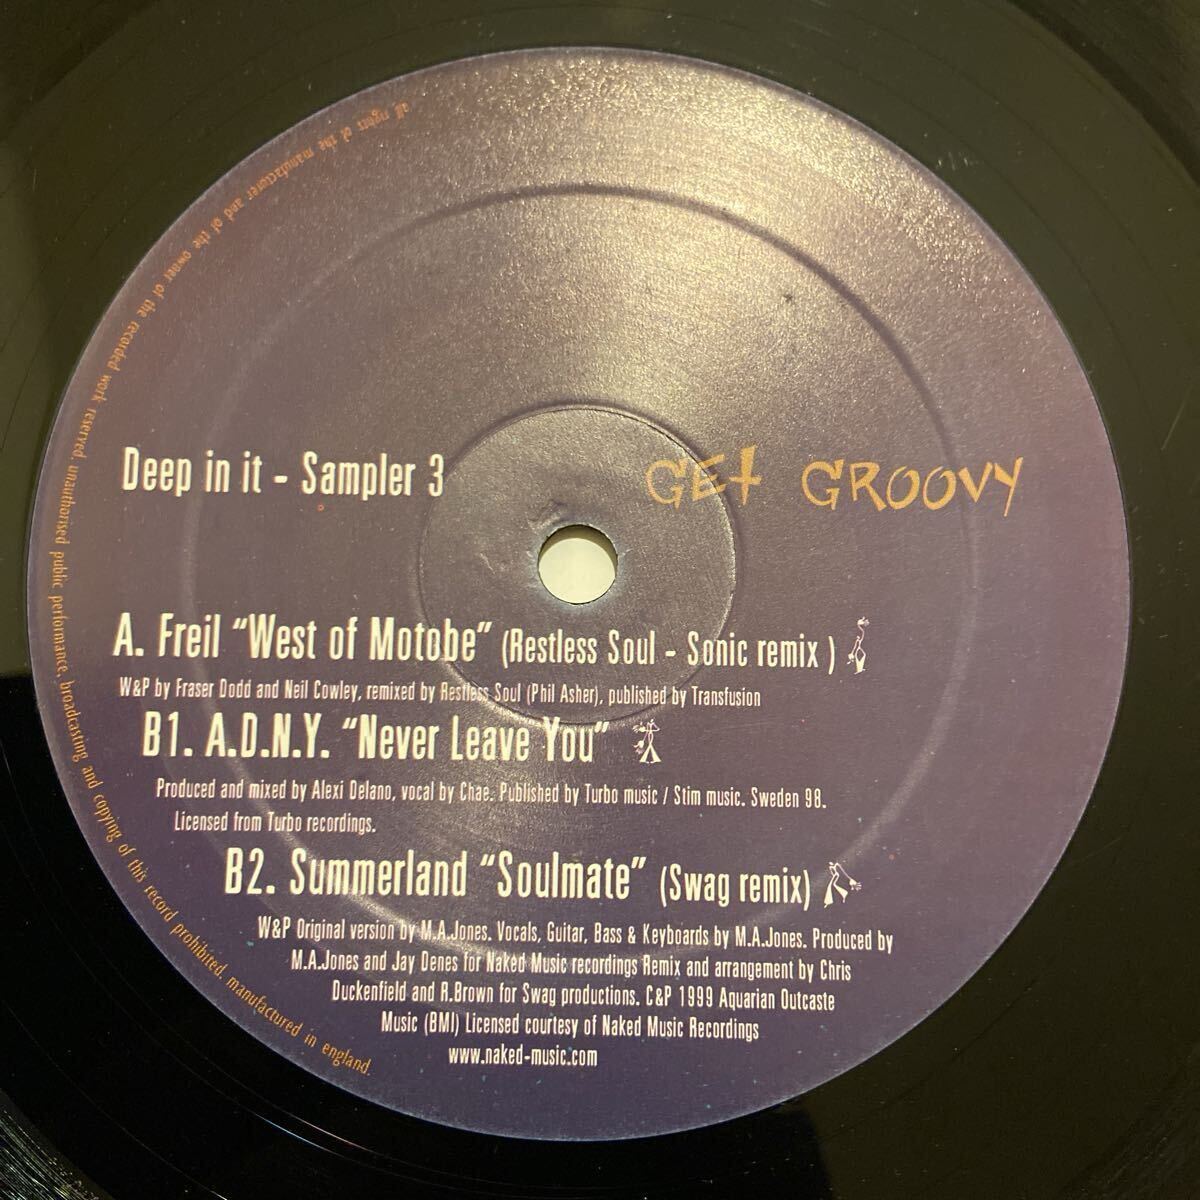 Deep in it - Sampler 3
GET GROOVY
A. Freil “West of Motobe” (Restless Soul - Sonic remix )
W&P by Fraser Dodd and Neil Cowley, remixed by Restless Soul (Phil Asher), published by Transfusion
B1. A.D.N.Y. “Never Leave You”
Produced and mixed by Alexi Delano, vocal by Chae. Published by Turbo music / Stim music. Sweden 98.
Licensed from Turbo recordings.
B2. Summerland “Soulmate” (Swag remix)
W&P Original version by M.A.Jones. Vocals, Guitar, Bass & Keyboards by M.A.Jones. Produced by
M.A.Jones and Jay Denes for Naked Music recordings Remix and arrangement by Chris
Duckenfield and R.Brown for Swag productions. C&P 1999 Aquarian Outcaste
Music (BMI) Licensed courtesy of Naked Music Recordings
www.naked-music.com
all rights of the manufacturer and of the owner of the recorded work reserved. unauthorised public performance, broadcasting and copying of this record prohibited. manufactured in england.